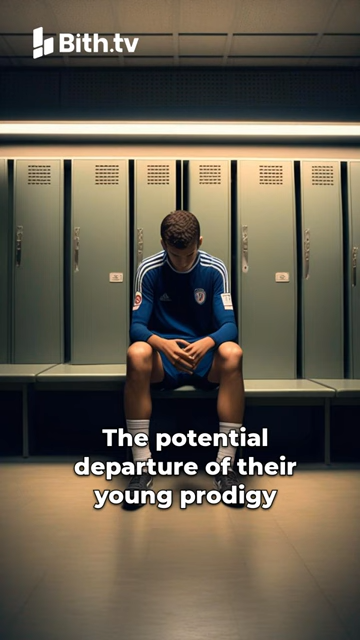 Bith.tv
The potential
departure of their
young prodigy